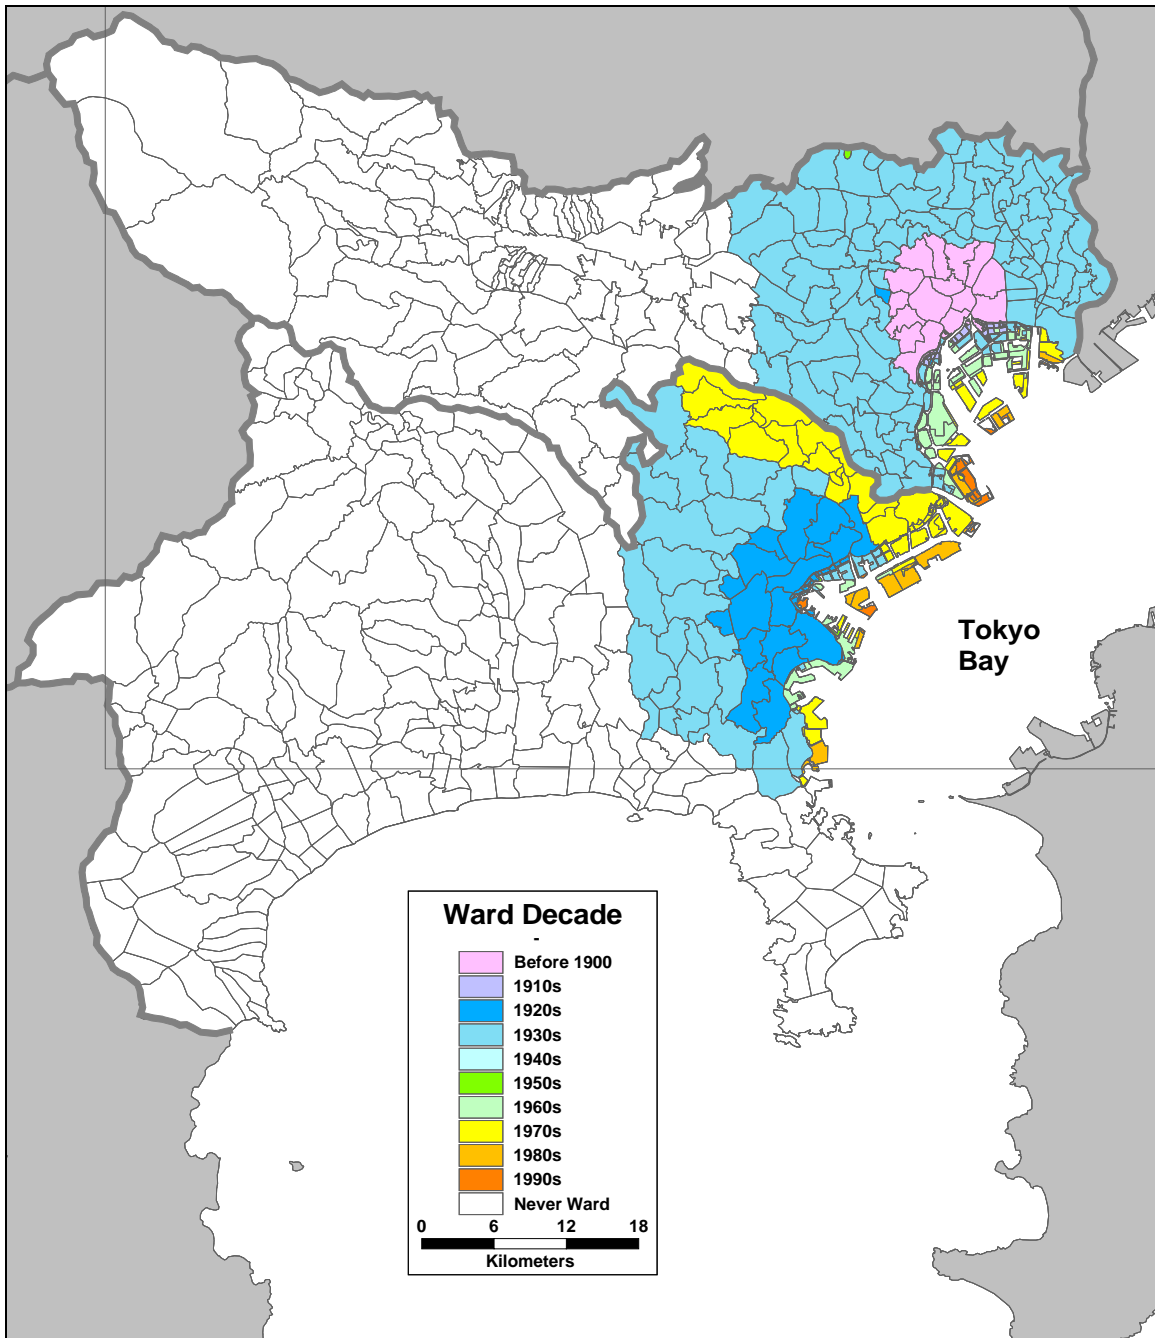 Tokyo
Bay
Ward Decade
-
Before 1900
1910s
1920s
1930s
1940s
1950s
1960s
1970s
1980s
1990s
Never Ward
0 6 12 18
Kilometers